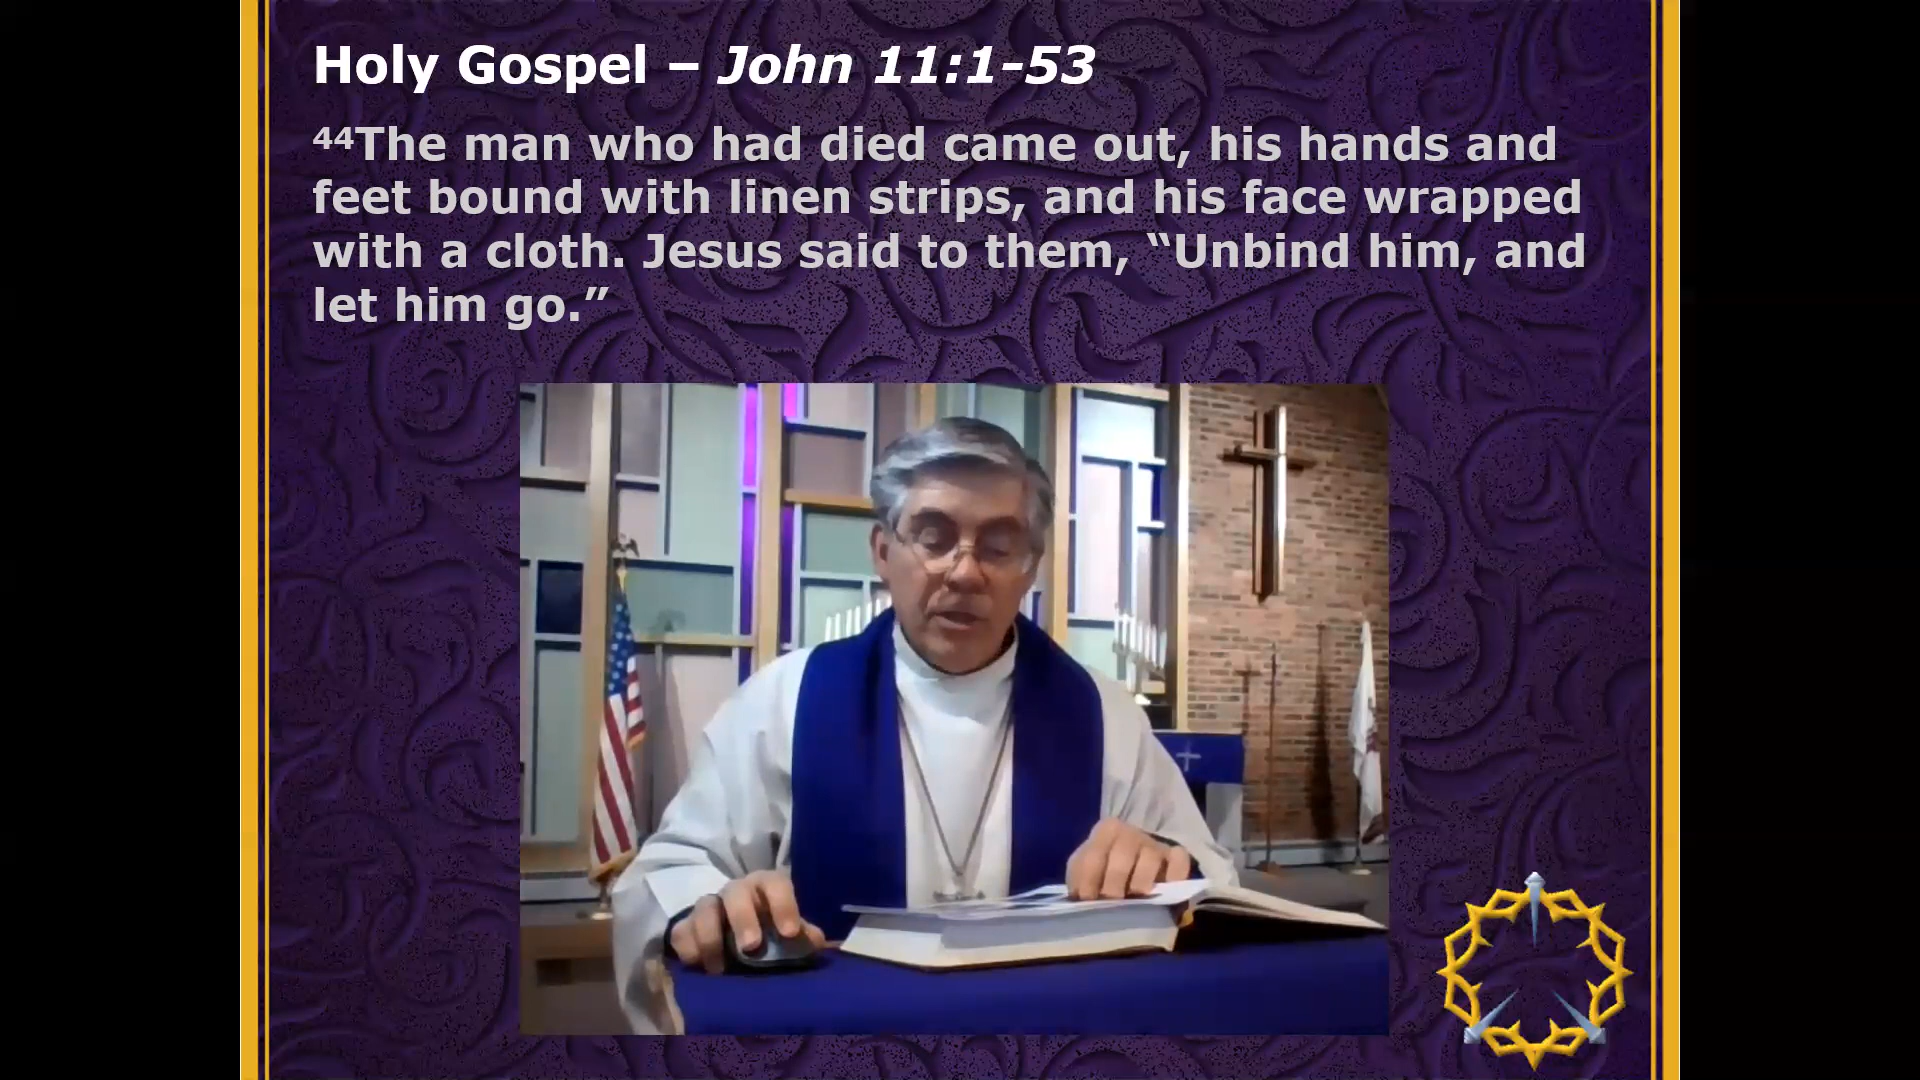 Holy Gospel – John 11:1-53
⁴⁴The man who had died came out, his hands and
feet bound with linen strips, and his face wrapped
with a cloth. Jesus said to them, “Unbind him, and
let him go.”